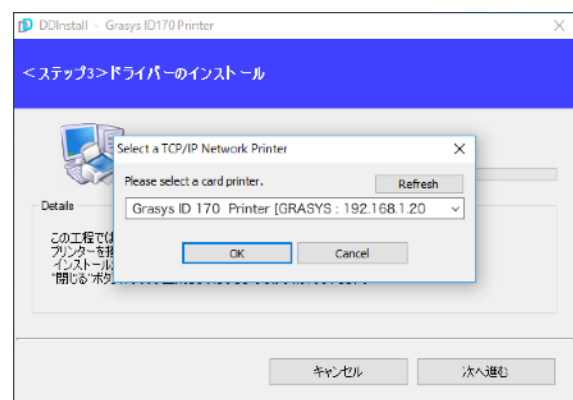 DDInstall - Grasys ID170 Printer
<ステップ3>ドライバーのインストール
Select a TCP/IP Network Printer
Please select a card printer.
Refresh
Grasys ID 170 Printer [GRASYS : 192.168.1.20
OK
Cancel
Details
この工程では
プリンターを接
インストール
"閉じる"ボタ
キャンセル
次へ進む